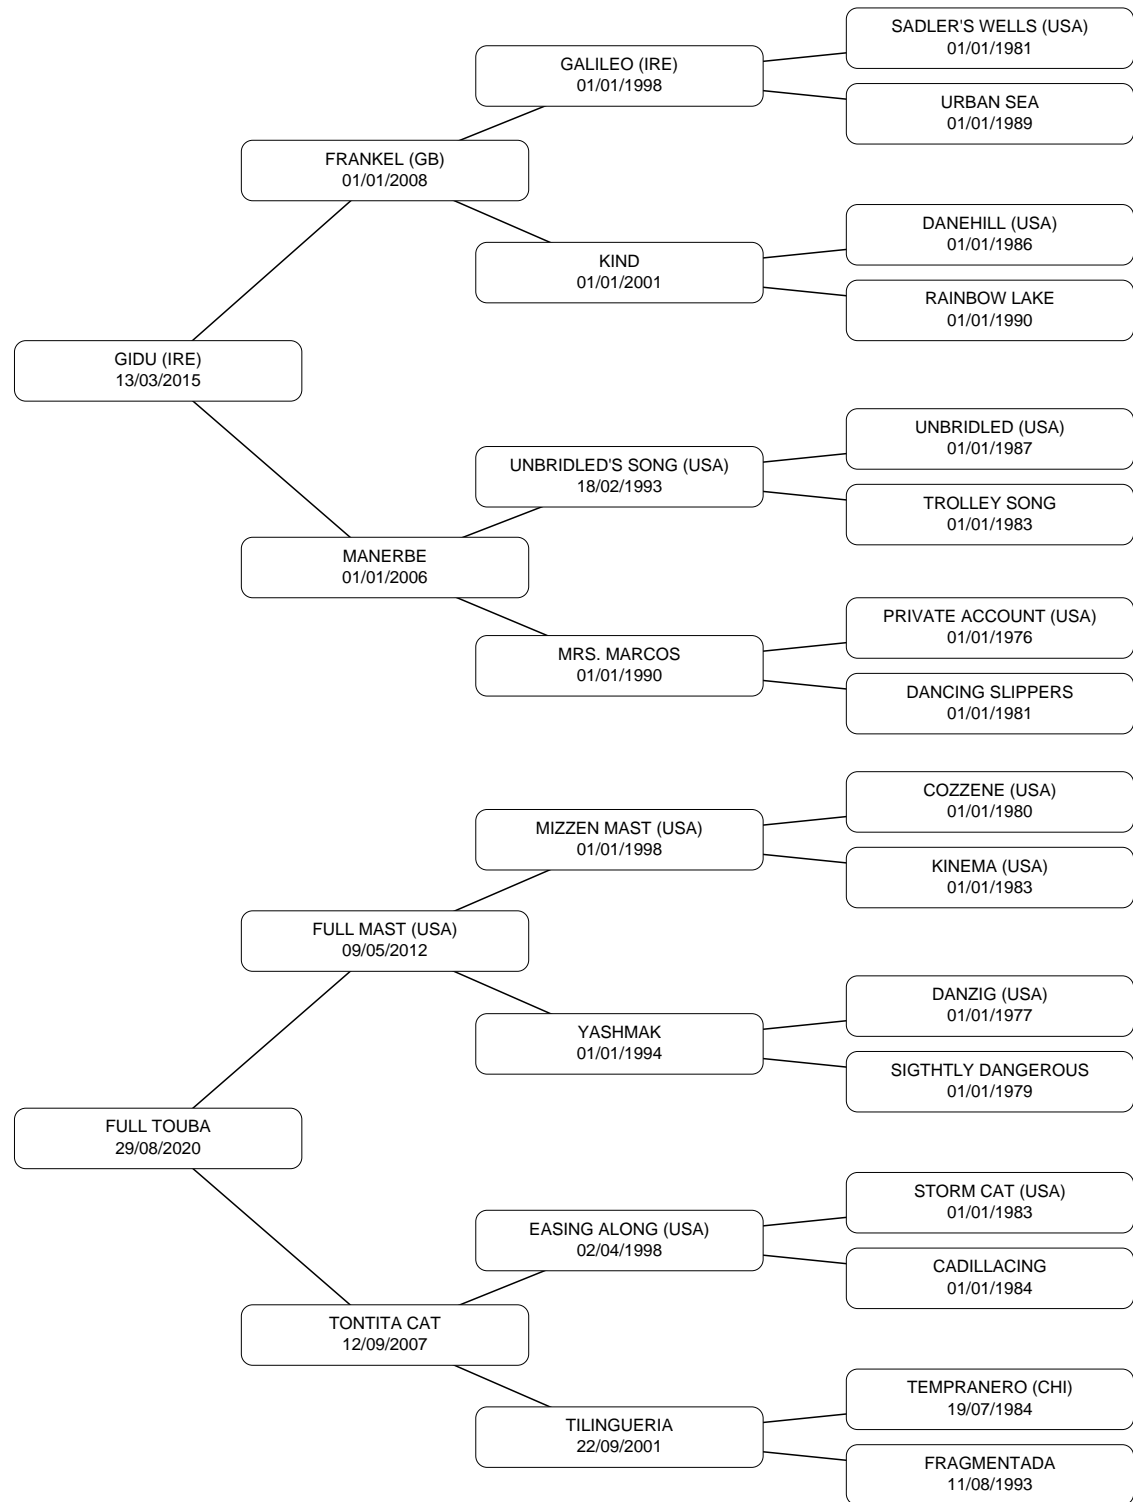 SADLER'S WELLS (USA)
01/01/1981
GALILEO (IRE)
01/01/1998
URBAN SEA
01/01/1989
FRANKEL (GB)
01/01/2008
DANEHILL (USA)
01/01/1986
KIND
01/01/2001
RAINBOW LAKE
01/01/1990
GIDU (IRE)
13/03/2015
UNBRIDLED (USA)
01/01/1987
UNBRIDLED'S SONG (USA)
18/02/1993
TROLLEY SONG
01/01/1983
MANERBE
01/01/2006
PRIVATE ACCOUNT (USA)
01/01/1976
MRS. MARCOS
01/01/1990
DANCING SLIPPERS
01/01/1981
COZZENE (USA)
01/01/1980
MIZZEN MAST (USA)
01/01/1998
KINEMA (USA)
01/01/1983
FULL MAST (USA)
09/05/2012
DANZIG (USA)
01/01/1977
YASHMAK
01/01/1994
SIGTHTLY DANGEROUS
01/01/1979
FULL TOUBA
29/08/2020
STORM CAT (USA)
01/01/1983
EASING ALONG (USA)
02/04/1998
CADILLACING
01/01/1984
TONTITA CAT
12/09/2007
TEMPRANERO (CHI)
19/07/1984
TILINGUERIA
22/09/2001
FRAGMENTADA
11/08/1993